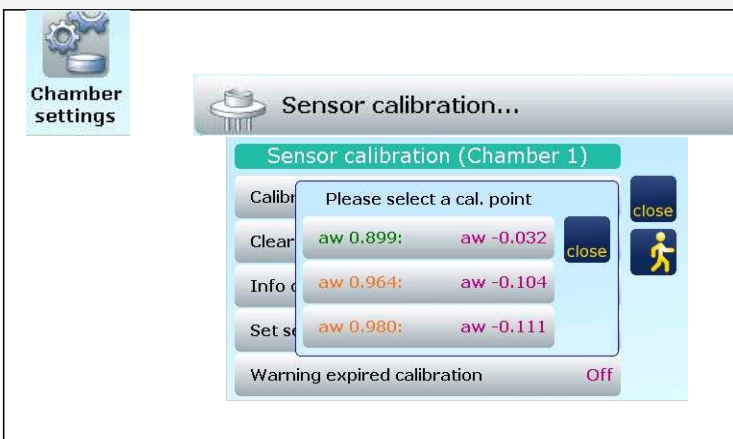 Chamber
settings
Sensor calibration...
Sensor calibration (Chamber 1)
close
Please select a cal. point
aw 0.899: aw -0.032
close
aw 0.964: aw -0.104
aw 0.980: aw -0.111
Calibr
Clear
Info
Set se
Warning expired calibration Off